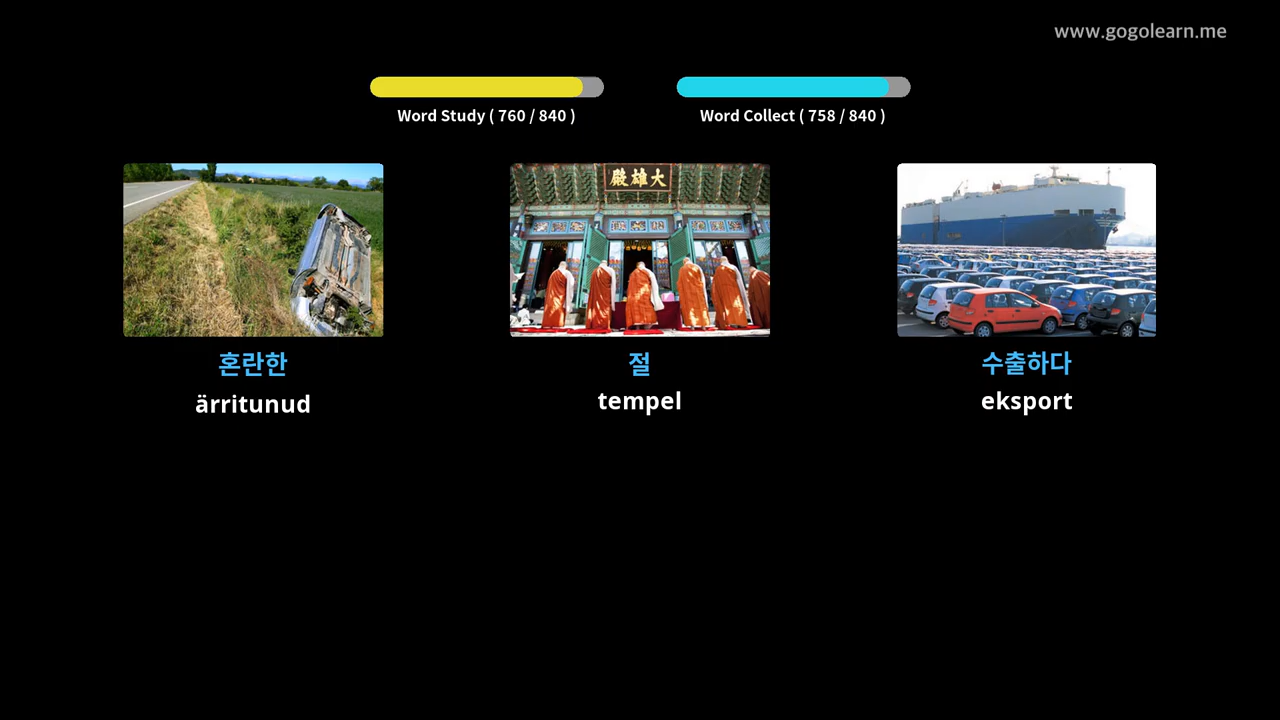 www.gogolearn.me
Word Study ( 760 / 840 )
Word Collect ( 758 / 840 )
大雄殿
혼란한
절
수출하다
ärritunud
tempel
eksport